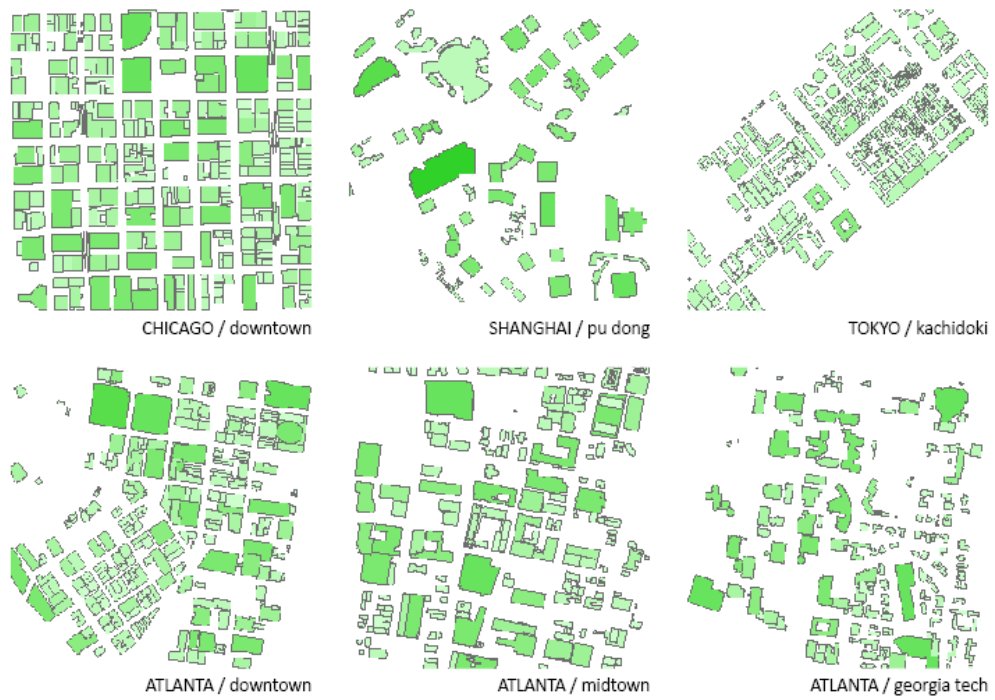 CHICAGO / downtown
SHANGHAI / pu dong
TOKYO / kachidoki
ATLANTA / downtown
ATLANTA / midtown
ATLANTA / georgia tech